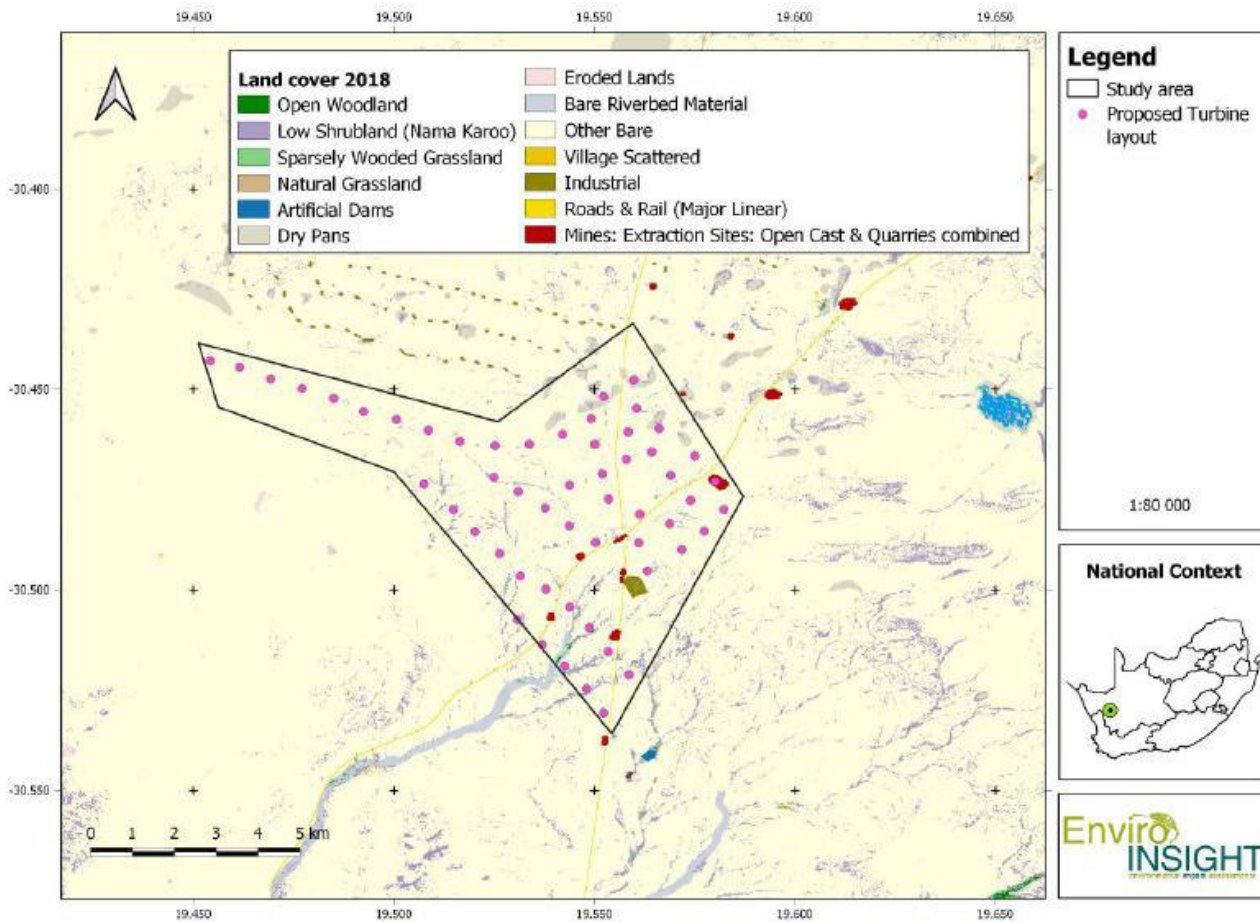 19.450 19.500 19.550 19.600 19.650
Land cover 2018
Open Woodland
Low Shrubland (Nama Karoo)
Sparsely Wooded Grassland
Natural Grassland
Artificial Dams
Dry Pans
Eroded Lands
Bare Riverbed Material
Other Bare
Village Scattered
Industrial
Roads & Rail (Major Linear)
Mines: Extraction Sites: Open Cast & Quarries combined
-30.400
-30.450
-30.500
-30.550
0 1 2 3 4 5 km
19.450 19.500 19.550 19.600 19.650
Legend
Study area
Proposed Turbine
layout
1:80 000
National Context
Enviro
INSIGHT